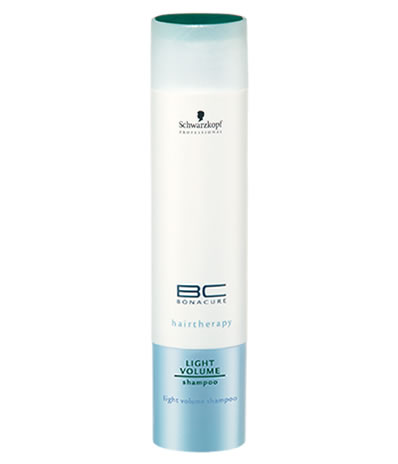 Schwarzkopf
PROFESSIONAL
BC
BONACURE
hairtherapy
LIGHT
VOLUME
shampoo
light volume shampoo